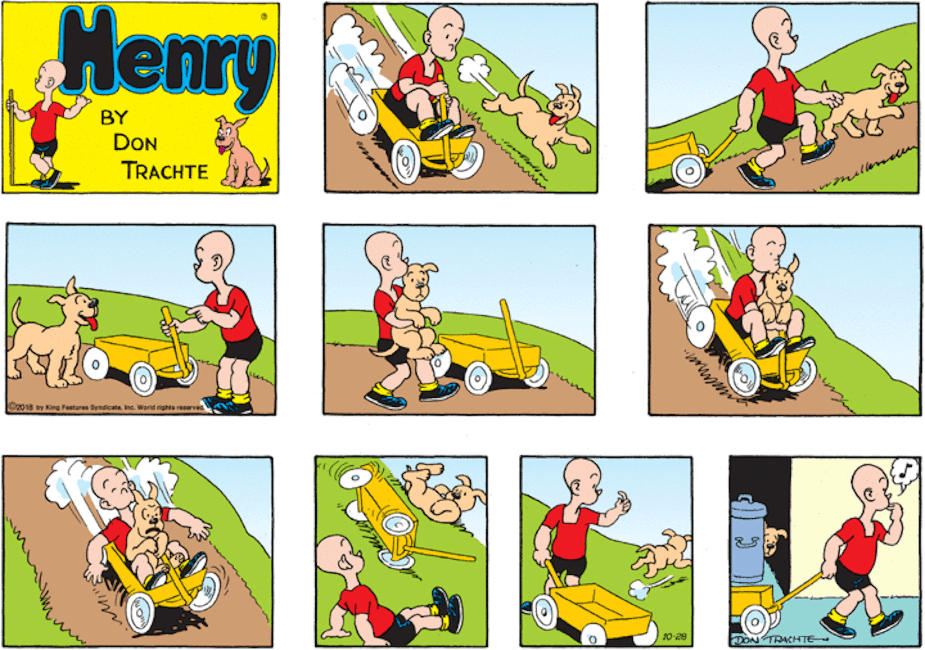 Henry
BY
DON
TRACHTE
©2018 by King Features Syndicate, Inc. World rights reserved.
10-28
DON TRACHTE